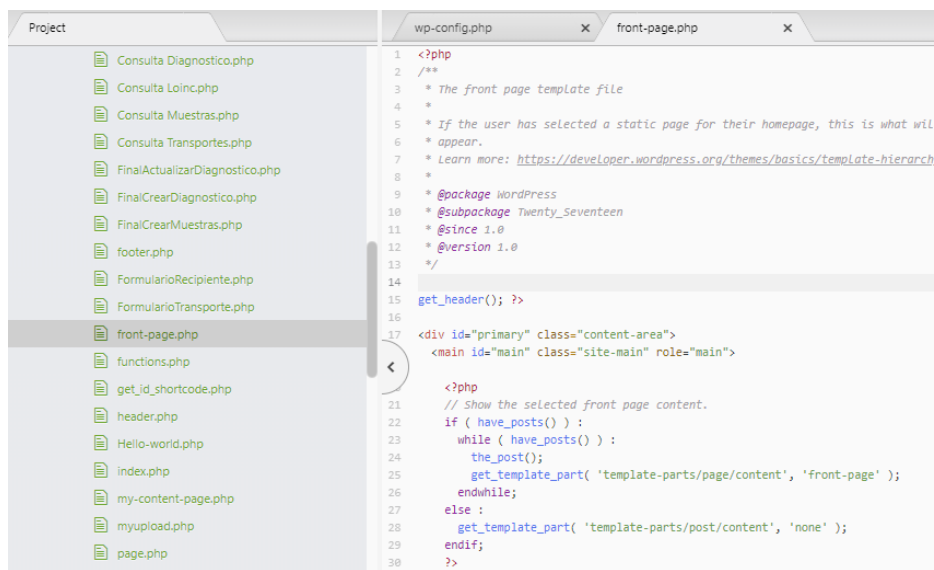 Project
Consulta Diagnostico.php
Consulta Loinc.php
Consulta Muestras.php
Consulta Transportes.php
FinalActualizarDiagnostico.php
FinalCrearDiagnostico.php
FinalCrearMuestras.php
footer.php
FormularioRecipiente.php
FormularioTransporte.php
front-page.php
functions.php
get_id_shortcode.php
header.php
Hello-world.php
index.php
my-content-page.php
myupload.php
page.php
wp-config.php × front-page.php ×
1 <?php
2 /**
3 * The front page template file
4 *
5 * If the user has selected a static page for their homepage, this is what wil
6 * appear.
7 * Learn more: https://developer.wordpress.org/themes/basics/template-hierarch
8 *
9 * @package WordPress
10 * @subpackage Twenty_Seventeen
11 * @since 1.0
12 * @version 1.0
13 */
14
15 get_header(); ?>
16
17 <div id="primary" class="content-area">
<main id="main" class="site-main" role="main">
<?php
21 // Show the selected front page content.
22 if ( have_posts() ) :
23 while ( have_posts() ) :
24 the_post();
25 get_template_part( 'template-parts/page/content', 'front-page' );
26 endwhile;
27 else :
28 get_template_part( 'template-parts/post/content', 'none' );
29 endif;
30 ?>